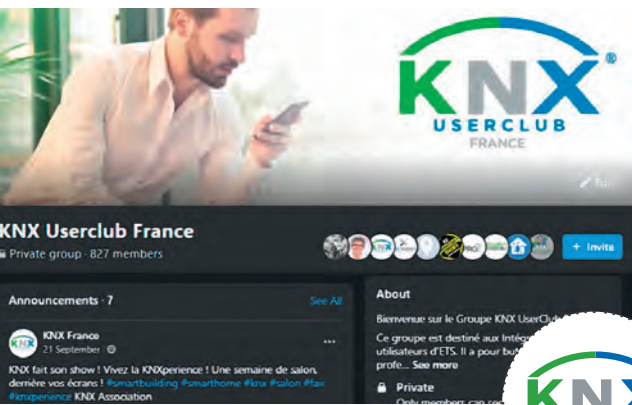 KNX®
USERCLUB
FRANCE
KNX Userclub France
Private group · 827 members
+ Invite
Announcements · 7
See All
About
Bienvenue sur le Groupe KNX UserClub
KNX France
21 September
Ce groupe est destiné aux
utilisateurs d'ETS. Il a pour but
profe... See more
KNX fait son show ! Vivez la KNXperience ! Une semaine de salon,
derrière vos écrans ! #smartbuilding #smarthome #knx #salon #fair
#knxperience KNX Association
Private
Only members can
KNX